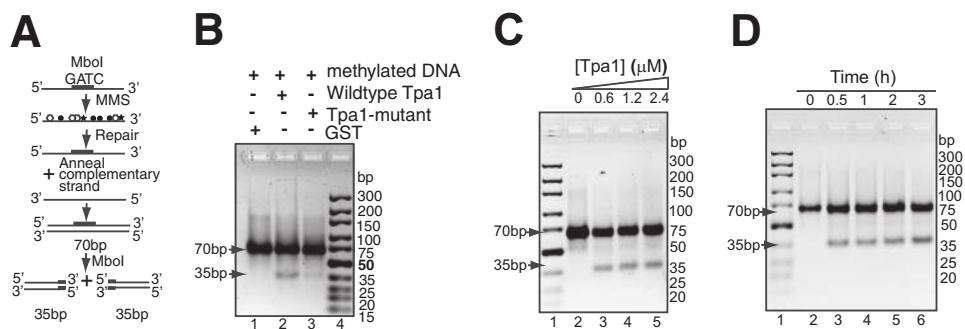 A
MboI
GATC
5’ 3’
MMS
5’ 3’
Repair
5’ 3’
+ Anneal
complementary
strand
3’ 5’
5’ 3’
3’ 5’
70bp
MboI
5’ 3’ + 5’ 3’
3’ 5’ 3’ 5’
35bp 35bp
B
+ + + methylated DNA
- + - Wildtype Tpa1
- - + Tpa1-mutant
+ - - GST
bp
300
200
150
100
75
50
35
25
20
15
70bp
35bp
1 2 3 4
C
[Tpa1] (μM)
0 0.6 1.2 2.4
bp
300
200
150
100
75
50
35
25
20
70bp
35bp
1 2 3 4 5
D
Time (h)
0 0.5 1 2 3
bp
300
200
150
100
75
50
35
25
20
70bp
35bp
1 2 3 4 5 6